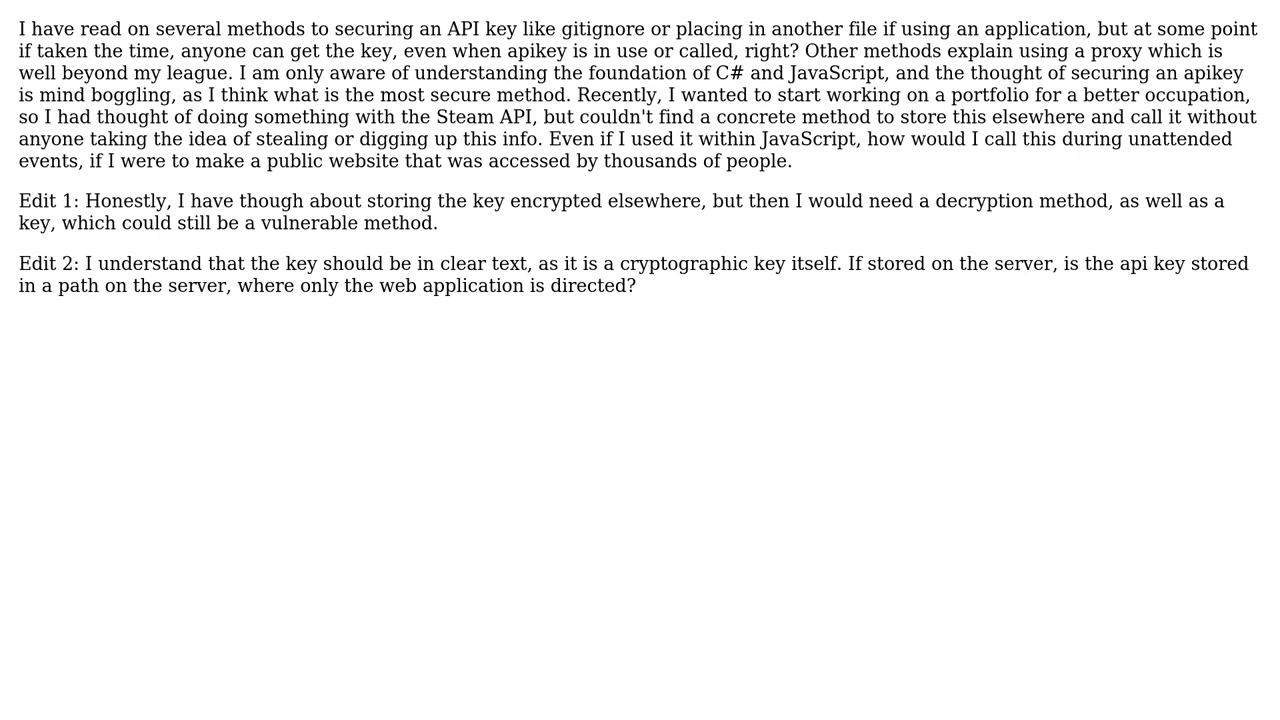 I have read on several methods to securing an API key like gitignore or placing in another file if using an application, but at some point
if taken the time, anyone can get the key, even when apikey is in use or called, right? Other methods explain using a proxy which is
well beyond my league. I am only aware of understanding the foundation of C# and JavaScript, and the thought of securing an apikey
is mind boggling, as I think what is the most secure method. Recently, I wanted to start working on a portfolio for a better occupation,
so I had thought of doing something with the Steam API, but couldn't find a concrete method to store this elsewhere and call it without
anyone taking the idea of stealing or digging up this info. Even if I used it within JavaScript, how would I call this during unattended
events, if I were to make a public website that was accessed by thousands of people.
Edit 1: Honestly, I have though about storing the key encrypted elsewhere, but then I would need a decryption method, as well as a
key, which could still be a vulnerable method.
Edit 2: I understand that the key should be in clear text, as it is a cryptographic key itself. If stored on the server, is the api key stored
in a path on the server, where only the web application is directed?